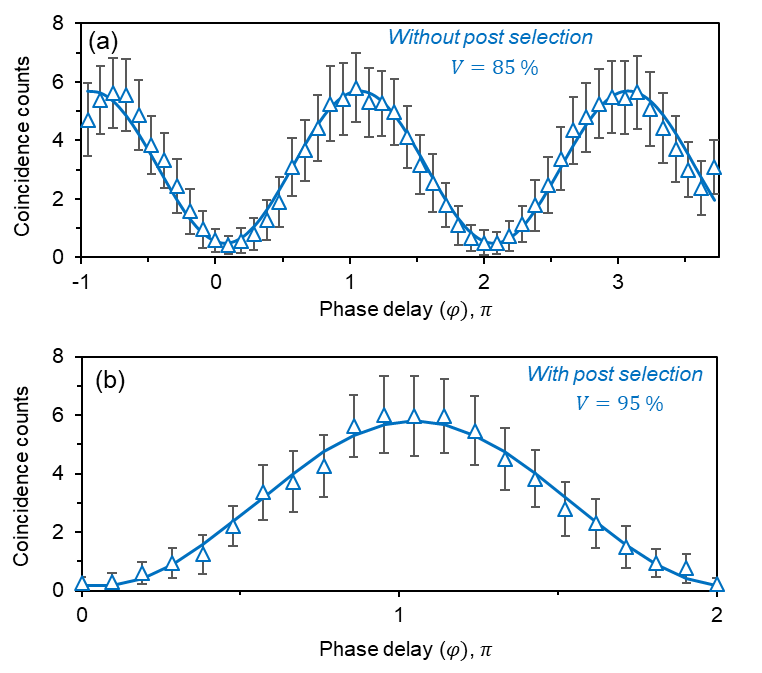 8
(a)
Without post selection
V = 85 %
6
4
2
0
Coincidence counts
-1 0 1 2 3
Phase delay (φ), π
8
(b)
With post selection
V = 95 %
6
4
2
0
Coincidence counts
0 1 2
Phase delay (φ), π